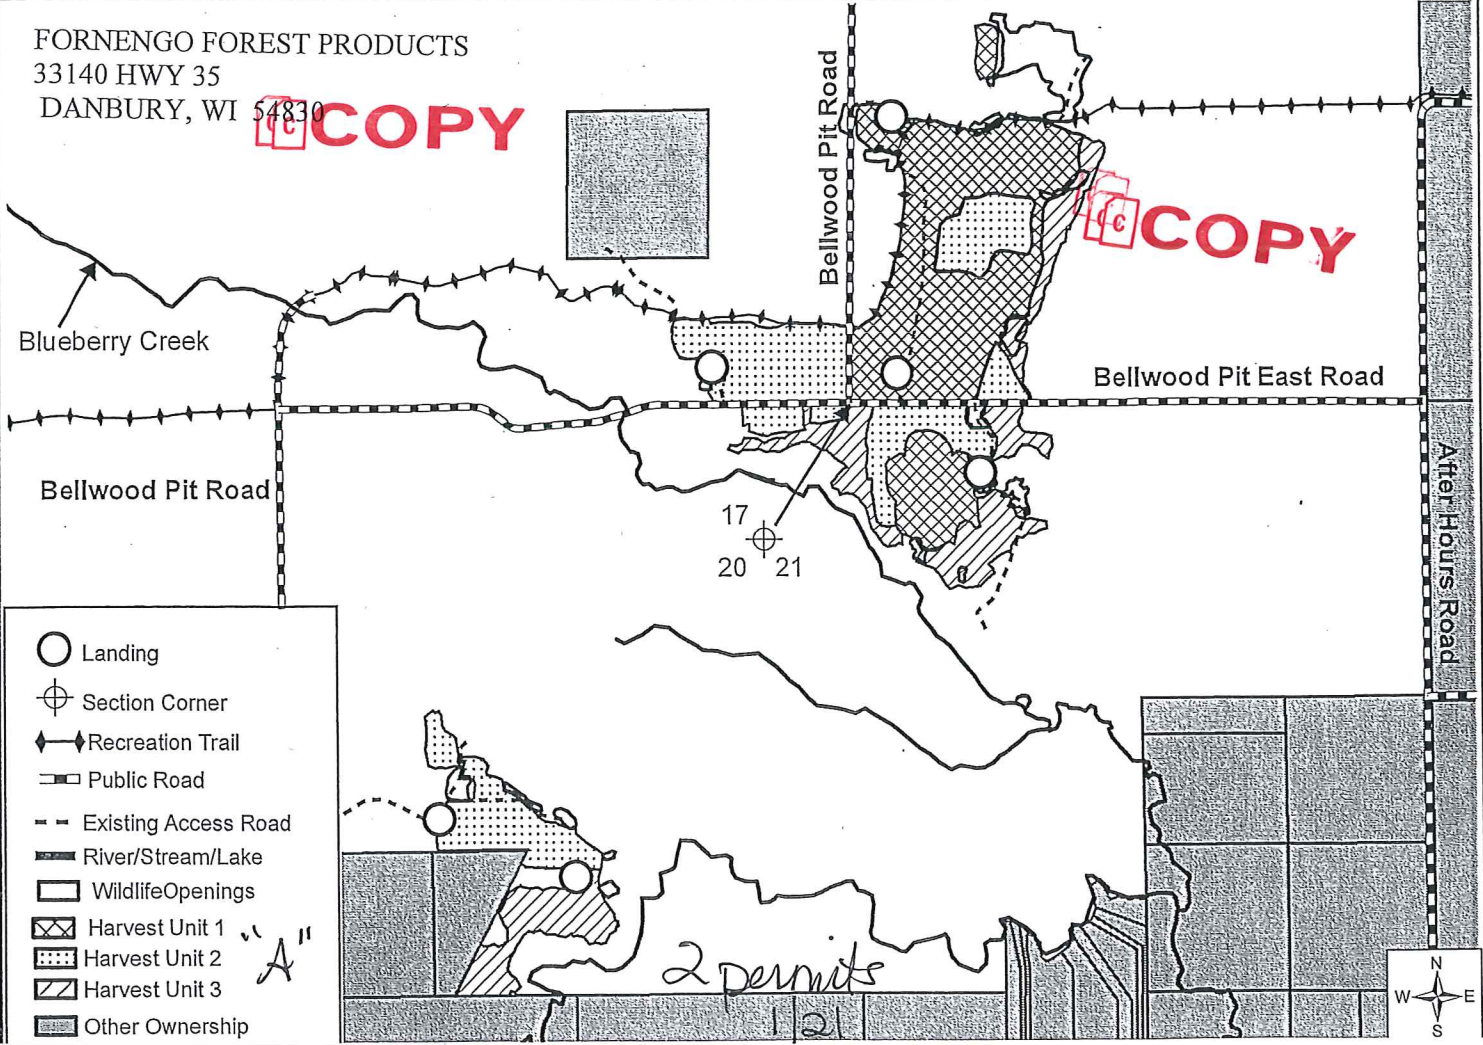 FORNENGO FOREST PRODUCTS
33140 HWY 35
DANBURY, WI 54830
COPY
Bellwood Pit Road
COPY
Blueberry Creek
Bellwood Pit East Road
Bellwood Pit Road
After Hours Road
17
20 21
Landing
Section Corner
Recreation Trail
Public Road
Existing Access Road
River/Stream/Lake
WildlifeOpenings
Harvest Unit 1
Harvest Unit 2
Harvest Unit 3
Other Ownership
"A"
2 permits
N
W E
S